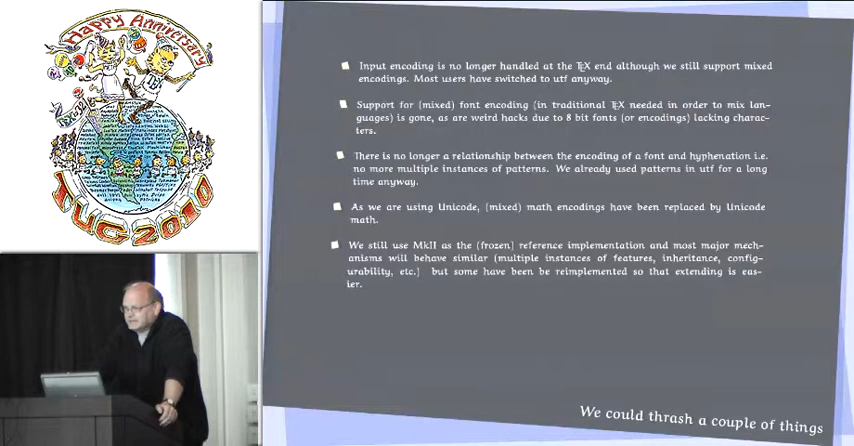 Happy Anniversary
TUG2010
Input encoding is no longer handled at the TEX end although we still support mixed
encodings. Most users have switched to utf anyway.
Support for (mixed) font encoding (in traditional TEX needed in order to mix lan-
guages) is gone, as are weird hacks due to 8 bit fonts (or encodings) lacking charac-
ters.
There is no longer a relationship between the encoding of a font and hyphenation i.e.
no more multiple instances of patterns. We already used patterns in utf for a long
time anyway.
As we are using Unicode, (mixed) math encodings have been replaced by Unicode
math.
We still use MkII as the (frozen) reference implementation and most major mech-
anisms will behave similar (multiple instances of features, inheritance, config-
urability, etc.) but some have been be reimplemented so that extending is eas-
ier.
We could thrash a couple of things